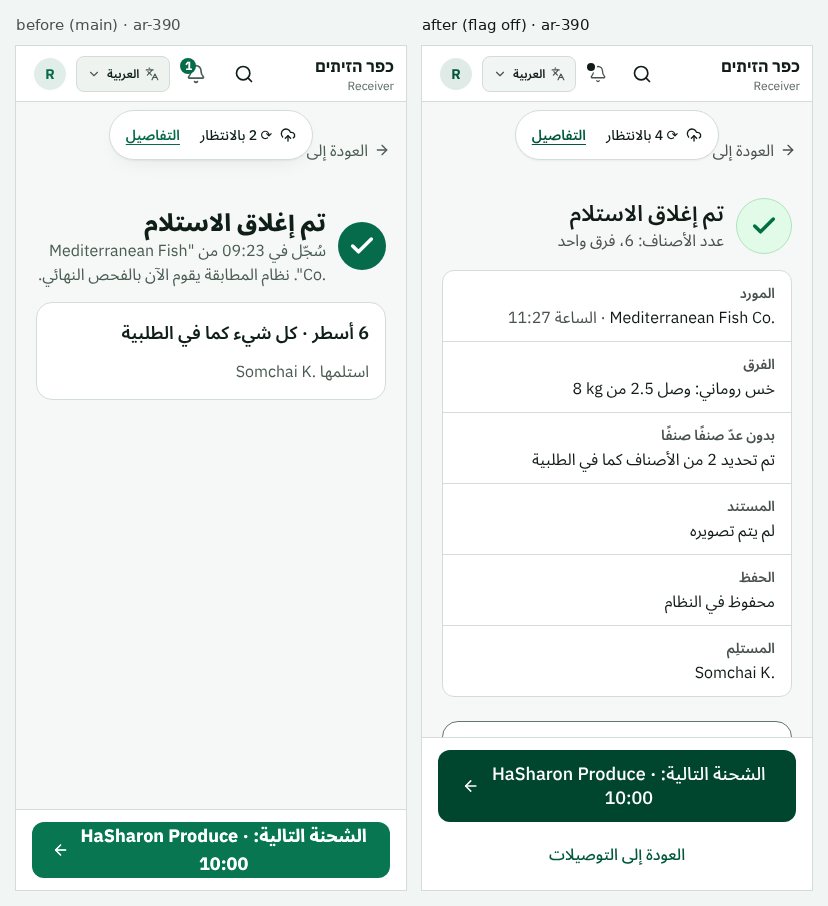 before (main) · ar-390
כפר הזיתים
Receiver
1
العربية
R
2 بالانتظار
التفاصيل
العودة إلى
تم إغلاق الاستلام
سُجّل في 09:23 من "Mediterranean Fish
Co.". نظام المطابقة يقوم الآن بالفحص النهائي.
6 أسطر · كل شيء كما في الطلبية
استلمها Somchai K.
الشحنة التالية: HaSharon Produce ·
10:00
after (flag off) · ar-390
כפר הזיתים
Receiver
العربية
R
4 بالانتظار
التفاصيل
العودة إلى
تم إغلاق الاستلام
عدد الأصناف: 6، فرق واحد
المورد
Mediterranean Fish Co. · الساعة 11:27
الفرق
خس روماني: وصل 2.5 من 8 kg
بدون عدّ صنفًا صنفًا
تم تحديد 2 من الأصناف كما في الطلبية
المستند
لم يتم تصويره
الحفظ
محفوظ في النظام
المستلِم
Somchai K.
الشحنة التالية: HaSharon Produce ·
10:00
العودة إلى التوصيلات